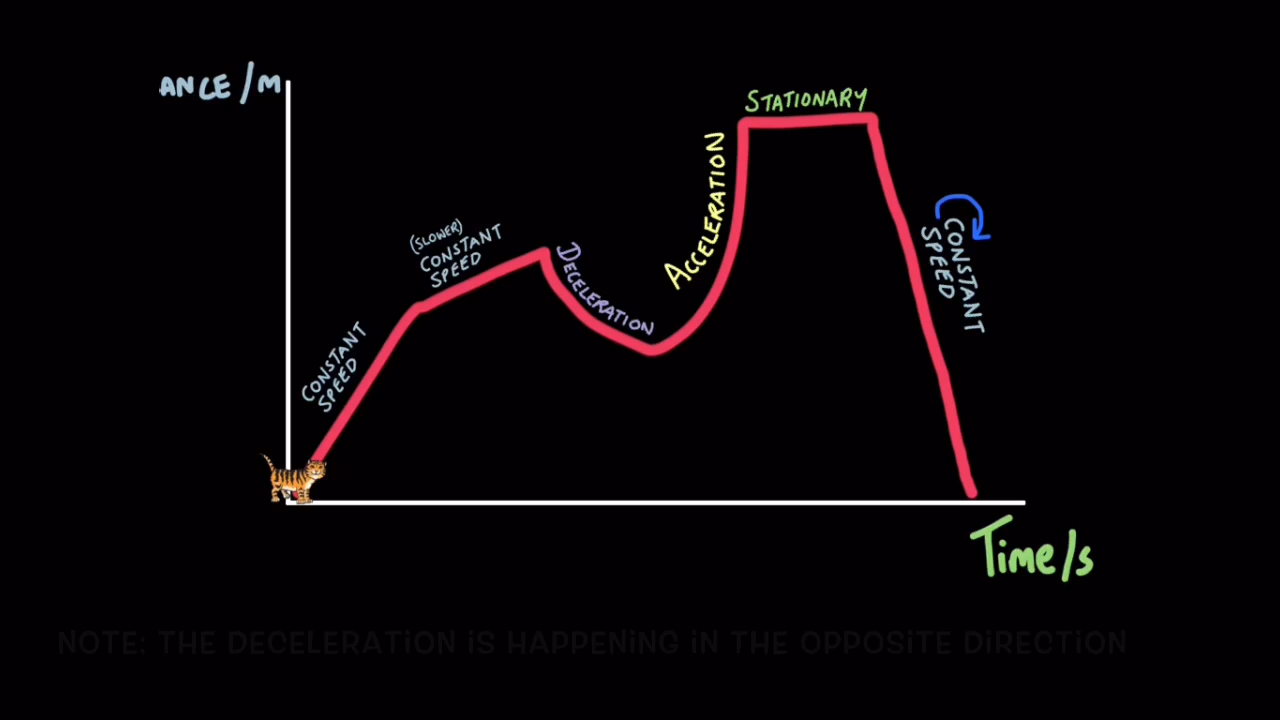 ANCE/M
STATIONARY
ACCELERATION
(SLOWER)
CONSTANT
SPEED
DECELERATION
CONSTANT
SPEED
CONSTANT
SPEED
Time/s
NOTE: THE DECELERATION IS HAPPENING IN THE OPPOSITE DIRECTION